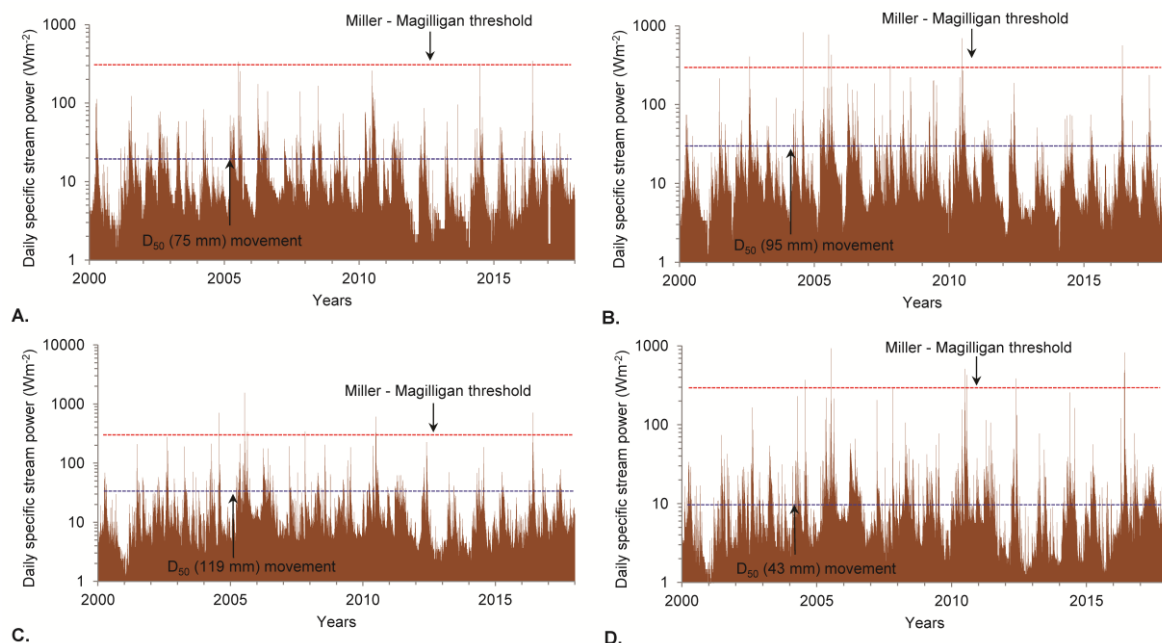 Miller - Magilligan threshold
Daily specific stream power (Wm-2)
1000
100
10
1
D50 (75 mm) movement
2000 2005 2010 2015
Years
A.
Miller - Magilligan threshold
Daily specific stream power (Wm-2)
1000
100
10
1
D50 (95 mm) movement
2000 2005 2010 2015
Years
B.
Miller - Magilligan threshold
Daily specific stream power (Wm-2)
10000
1000
100
10
1
D50 (119 mm) movement
2000 2005 2010 2015
Years
C.
Miller - Magilligan threshold
Daily specific stream power (Wm-2)
1000
100
10
1
D50 (43 mm) movement
2000 2005 2010 2015
Years
D.